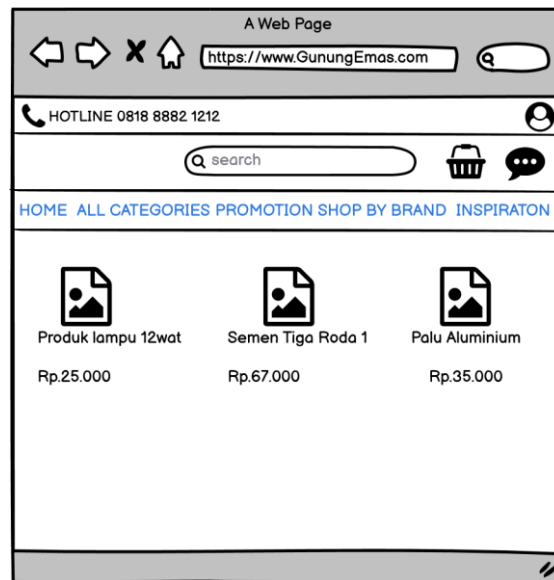 A Web Page
https://www.GunungEmas.com
HOTLINE 0818 8882 1212
search
HOME ALL CATEGORIES PROMOTION SHOP BY BRAND INSPIRATON
Produk lampu 12wat Semen Tiga Roda 1 Palu Aluminium
Rp.25.000 Rp.67.000 Rp.35.000